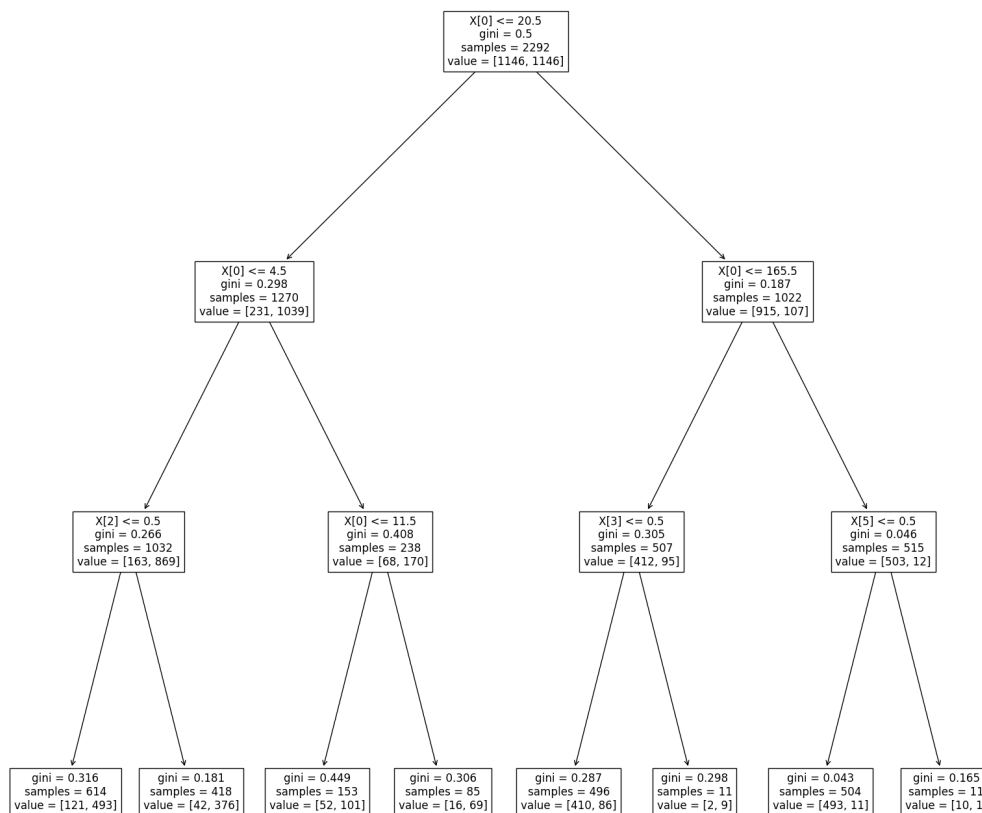 X[0] <= 20.5
gini = 0.5
samples = 2292
value = [1146, 1146]
X[0] <= 4.5
gini = 0.298
samples = 1270
value = [231, 1039]
X[0] <= 165.5
gini = 0.187
samples = 1022
value = [915, 107]
X[2] <= 0.5
gini = 0.266
samples = 1032
value = [163, 869]
X[0] <= 11.5
gini = 0.408
samples = 238
value = [68, 170]
X[3] <= 0.5
gini = 0.305
samples = 507
value = [412, 95]
X[5] <= 0.5
gini = 0.046
samples = 515
value = [503, 12]
gini = 0.316
samples = 614
value = [121, 493]
gini = 0.181
samples = 418
value = [42, 376]
gini = 0.449
samples = 153
value = [52, 101]
gini = 0.306
samples = 85
value = [16, 69]
gini = 0.287
samples = 496
value = [410, 86]
gini = 0.298
samples = 11
value = [2, 9]
gini = 0.043
samples = 504
value = [493, 11]
gini = 0.165
samples = 11
value = [10, 1